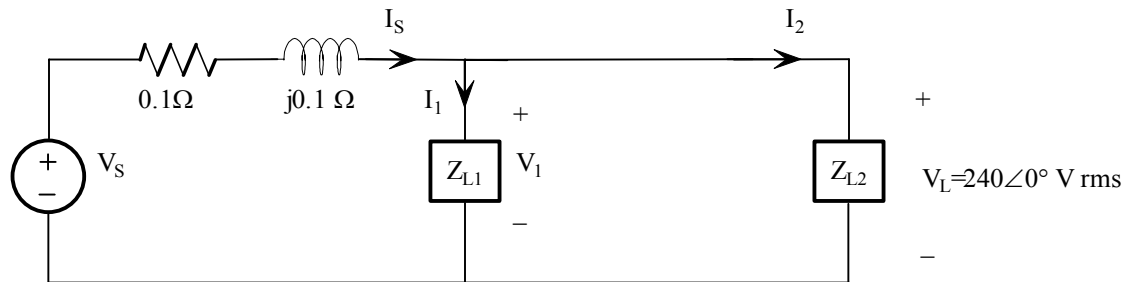 I_S
I_2
0.1Ω
j0.1 Ω
I_1
+
+
+
−
V_S
Z_L1
V_1
Z_L2
V_L=240∠0° V rms
−
−